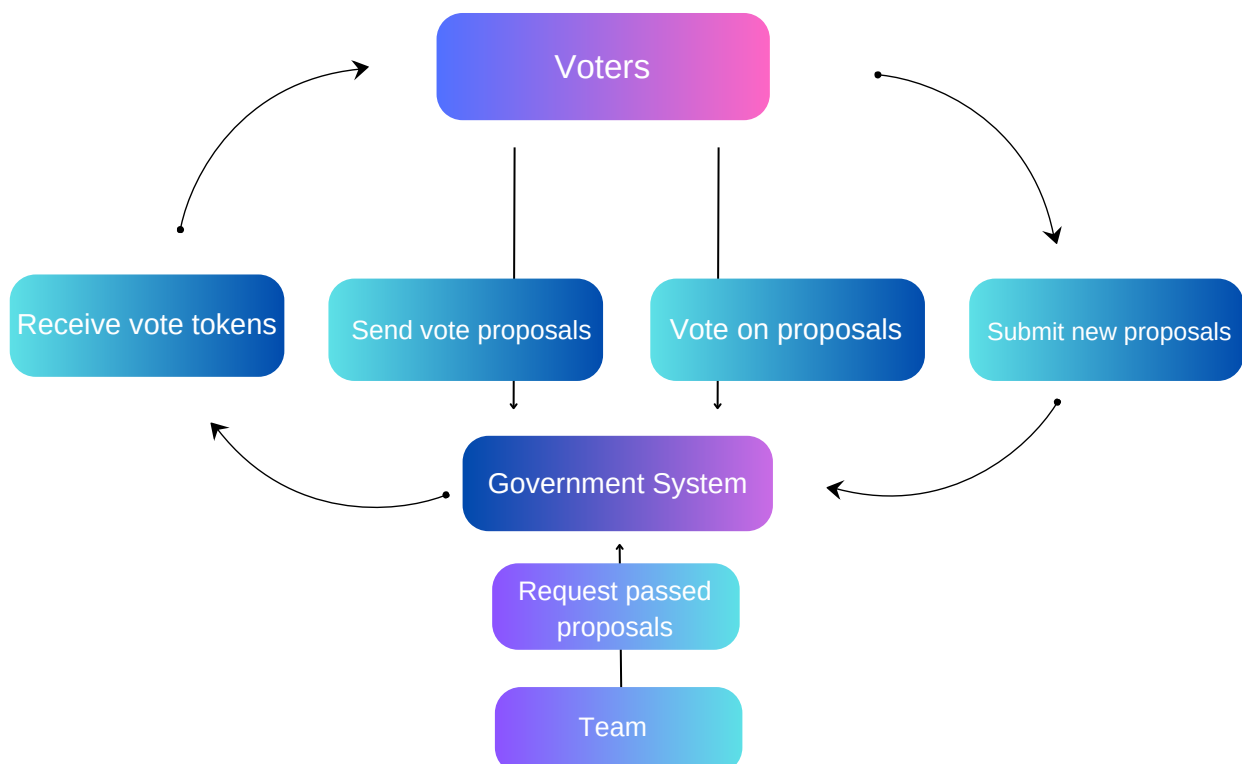 Voters
Receive vote tokens
Send vote proposals
Vote on proposals
Submit new proposals
Government System
Request passed
proposals
Team